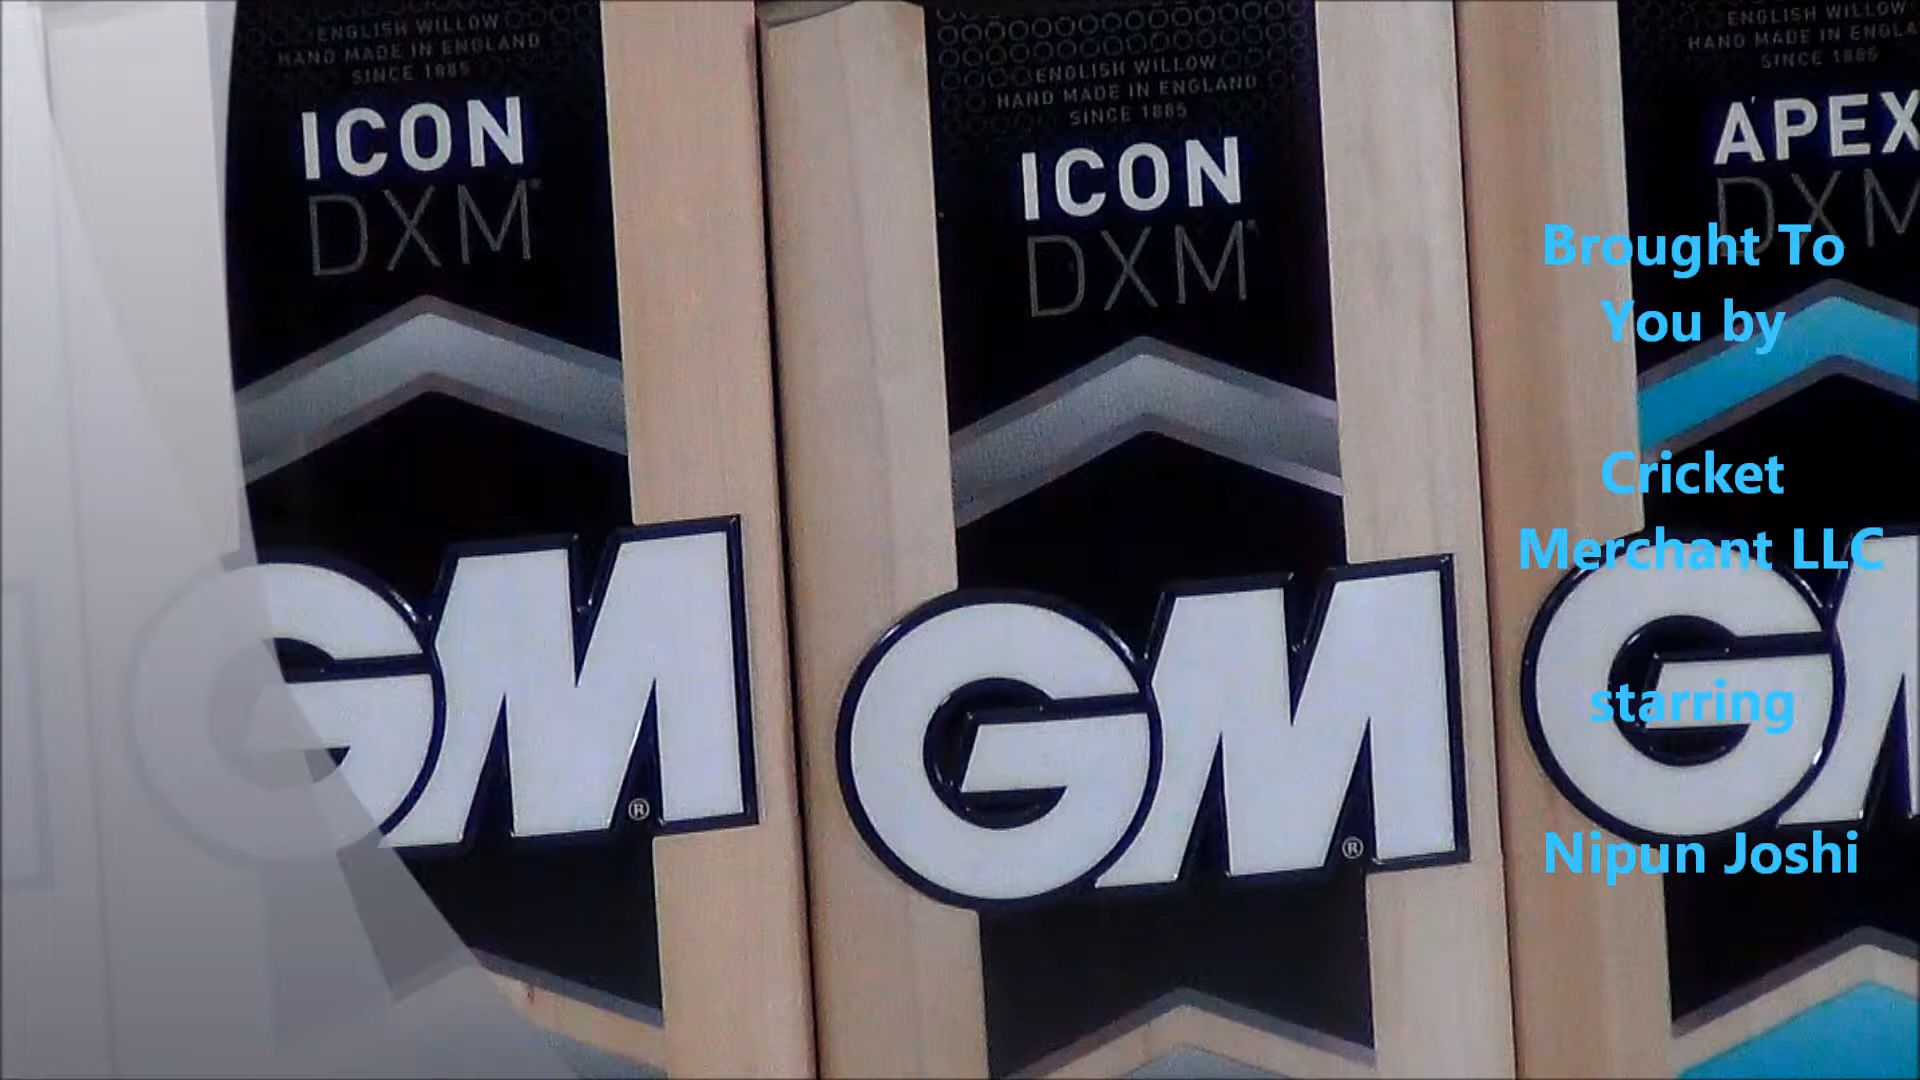 ENGLISH WILLOW
HAND MADE IN ENGLAND
SINCE 1885
ICON
DXM
GM
®
ENGLISH WILLOW
HAND MADE IN ENGLAND
SINCE 1885
ICON
DXM
GM
®
ENGLISH WILLOW
HAND MADE IN ENGLA
SINCE 1885
APEX
DXM
GM
Brought To
You by
Cricket
Merchant LLC
starring
Nipun Joshi